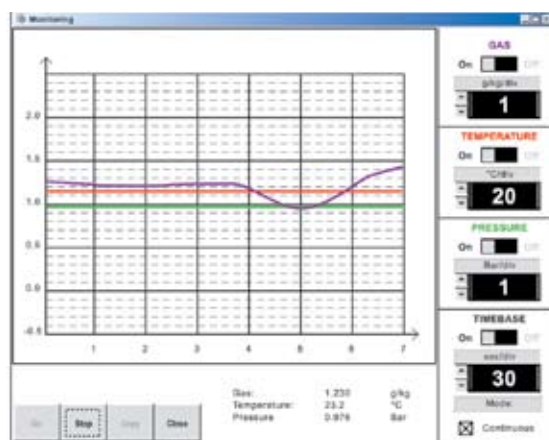 Monitoring
2.0
1.5
1.0
0.5
0.0
-0.5
1 2 3 4 5 6 7
Gas: 1.230 g/kg
Temperature: 23.2 °C
Pressure 0.976 Bar
Go Stop Copy Close
GAS
On Off
g/kg/div
1
TEMPERATURE
On Off
°C/div
20
PRESSURE
On Off
Bar/div
1
TIMEBASE
On Off
sec/div
30
Mode:
Continuous